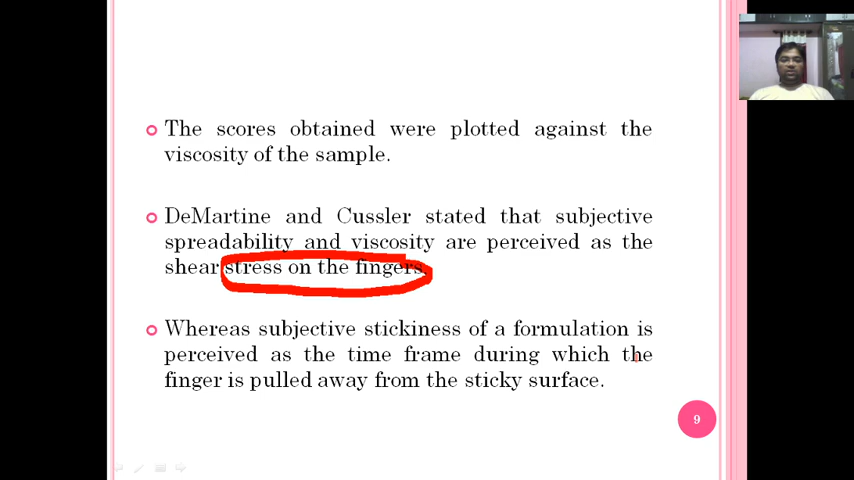 The scores obtained were plotted against the
viscosity of the sample.
DeMartine and Cussler stated that subjective
spreadability and viscosity are perceived as the
shear stress on the fingers.
Whereas subjective stickiness of a formulation is
perceived as the time frame during which the
finger is pulled away from the sticky surface.
9